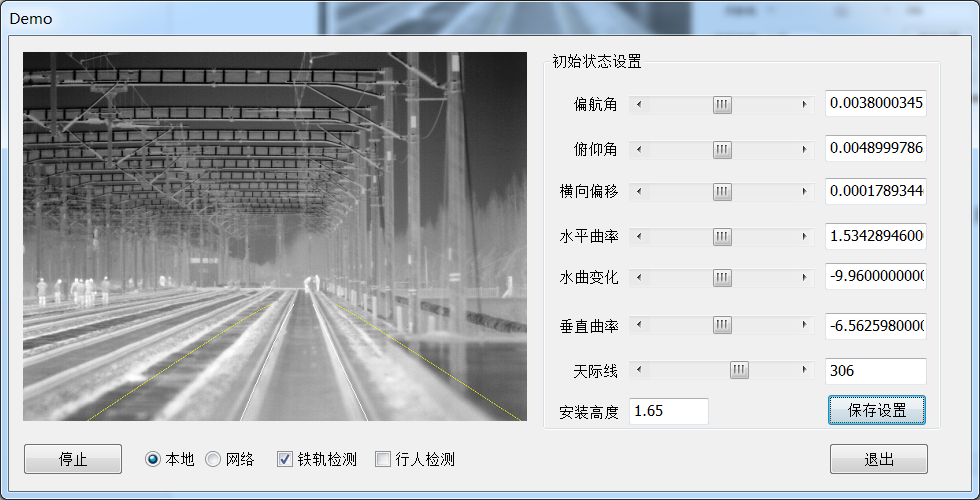 Demo
初始状态设置
偏航角 0.0038000345
俯仰角 0.0048999786
横向偏移 0.0001789344
水平曲率 1.534289460
水曲变化 -9.960000000
垂直曲率 -6.562598000
天际线 306
安装高度 1.65 保存设置
停止 本地 网络 铁轨检测 行人检测 退出